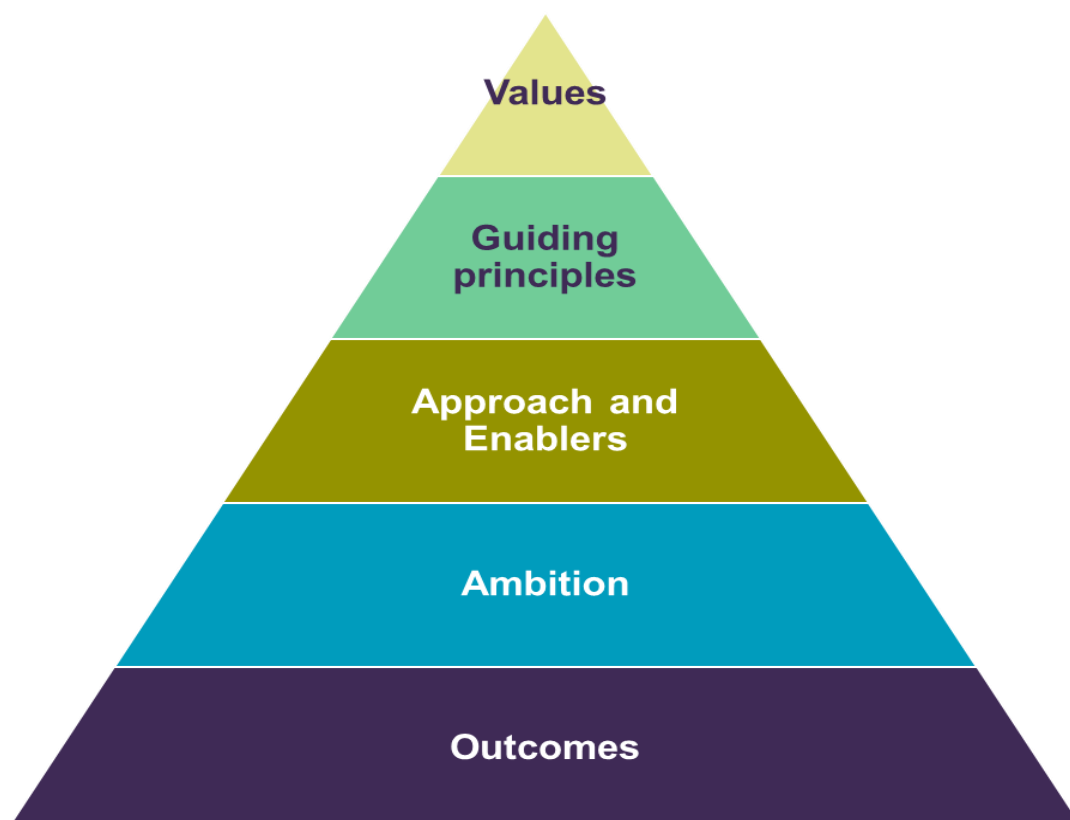 Values
Guiding
principles
Approach and
Enablers
Ambition
Outcomes